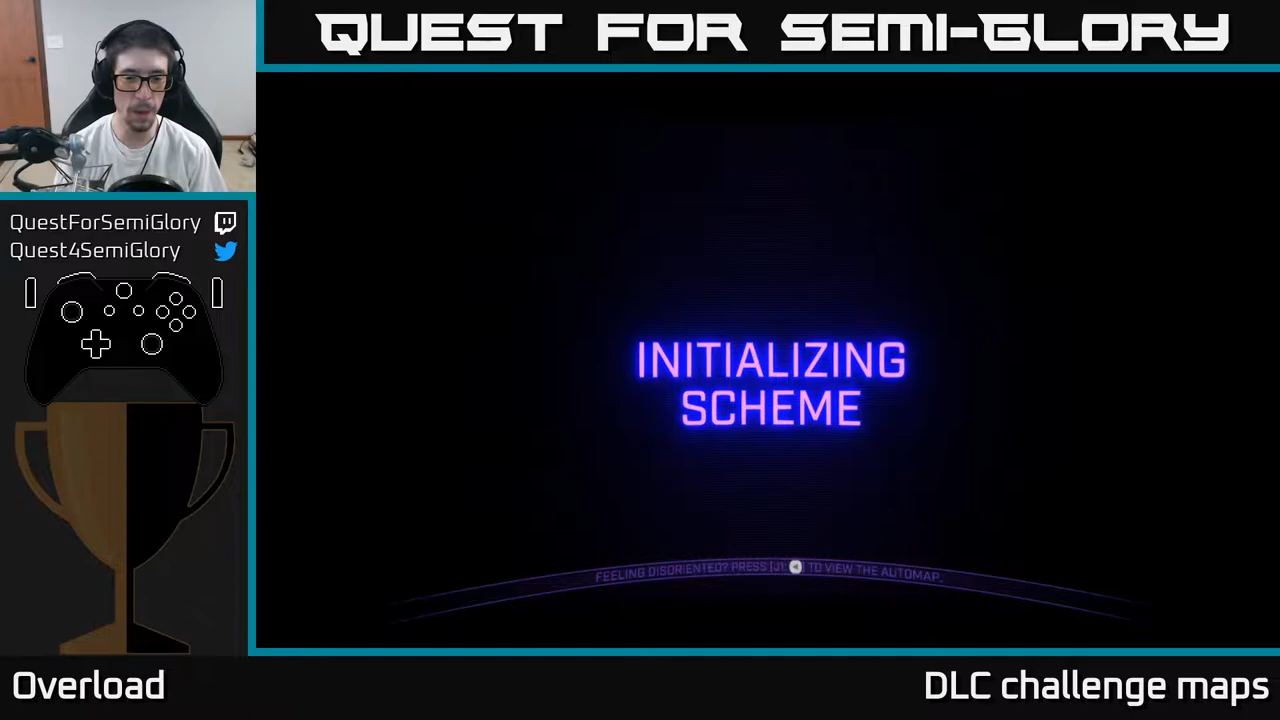 QUEST FOR SEMI-GLORY
QuestForSemiGlory
Quest4SemiGlory
INITIALIZING
SCHEME
FEELING DISORIENTED? PRESS [J1: ] TO VIEW THE AUTOMAP.
Overload
DLC challenge maps